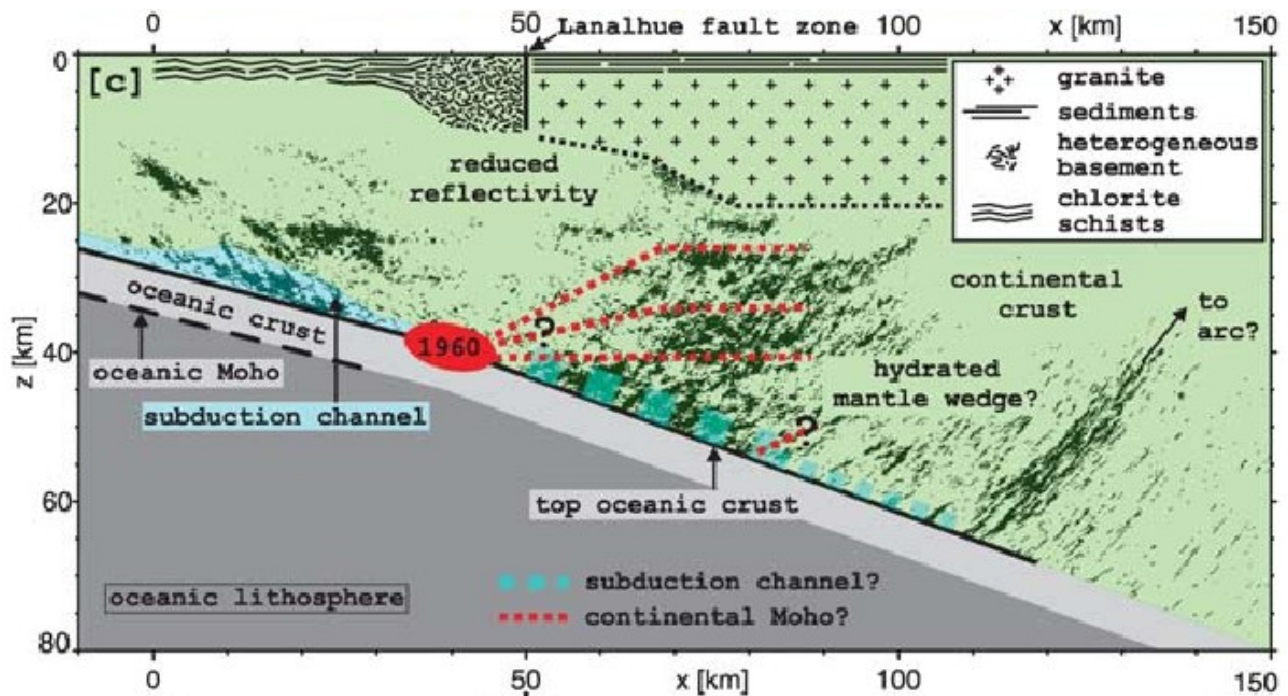 0 50 100 x [km] 150
Lanalhue fault zone
0
[c]
granite
sediments
heterogeneous
basement
chlorite
schists
reduced
reflectivity
20
continental
crust
oceanic crust
to
arc?
z [km]
?
1960
40
oceanic Moho
hydrated
mantle wedge?
subduction channel
?
top oceanic crust
60
subduction channel?
oceanic lithosphere
continental Moho?
80
0 50 x [km] 100 150